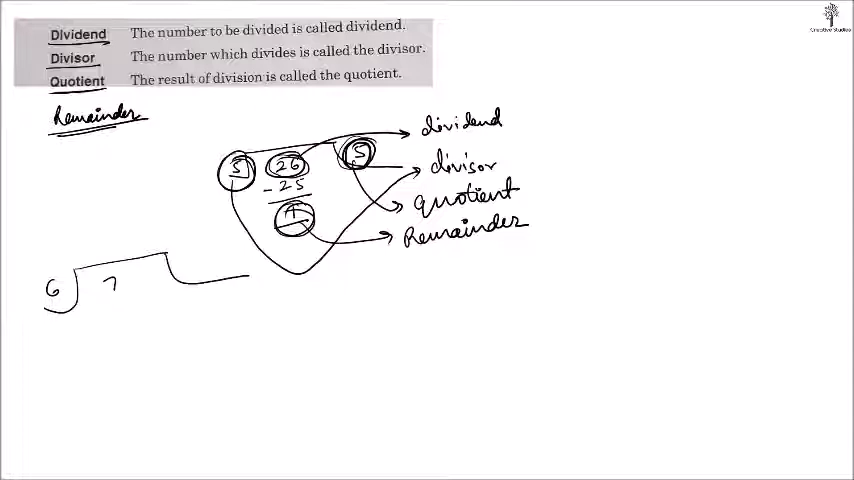 Dividend The number to be divided is called dividend.
Divisor The number which divides is called the divisor.
Quotient The result of division is called the quotient.
Creative Studios
Remainder
5 26 5
- 25
1
dividend
divisor
quotient
Remainder
6 7